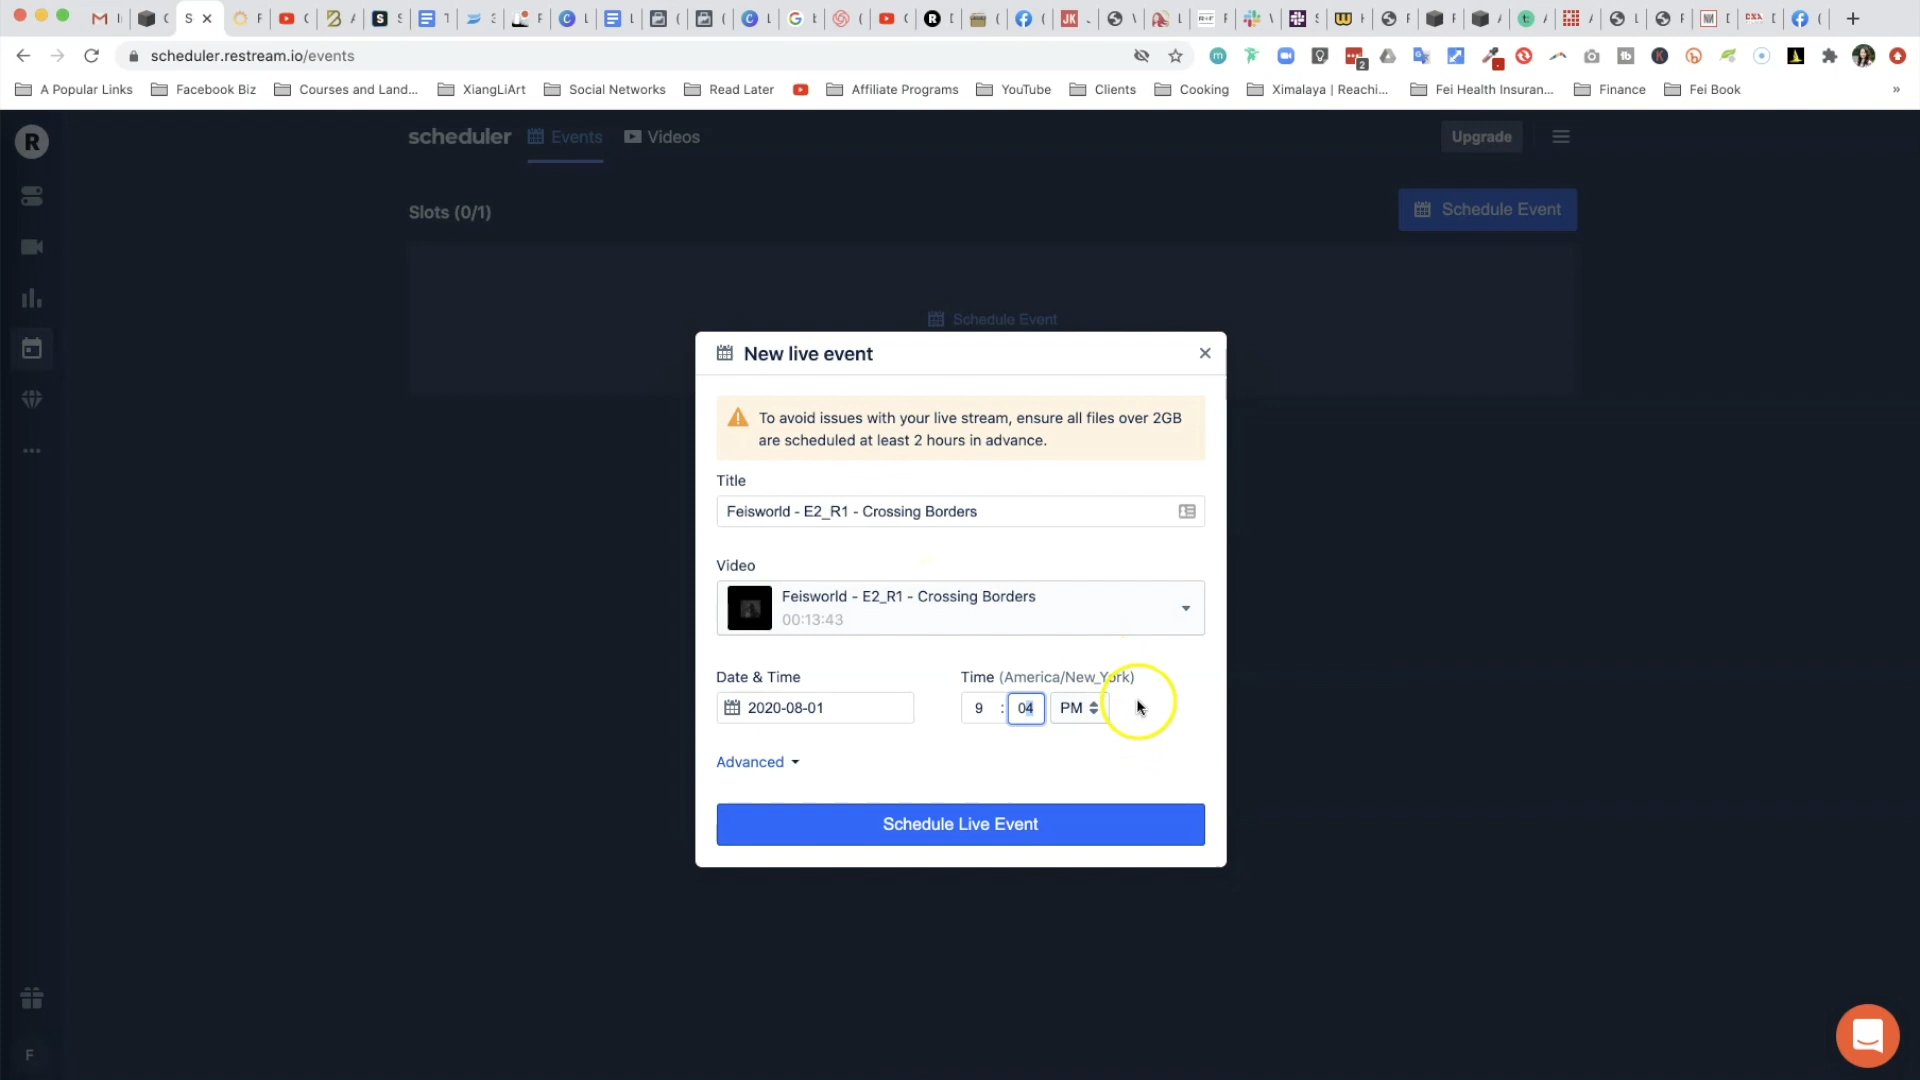 scheduler.restream.io/events
2
A Popular Links
Facebook Biz
Courses and Land...
XiangLiArt
Social Networks
Read Later
Affiliate Programs
YouTube
Clients
Cooking
Ximalaya | Reachi...
Fei Health Insuran...
Finance
Fei Book
»
R
scheduler
Events
Videos
Upgrade
Slots (0/1)
Schedule Event
Schedule Event
New live event
To avoid issues with your live stream, ensure all files over 2GB
are scheduled at least 2 hours in advance.
Title
Feisworld - E2_R1 - Crossing Borders
Video
Feisworld - E2_R1 - Crossing Borders
00:13:43
Date & Time
Time (America/New_York)
2020-08-01
9 : 04 PM
Advanced
Schedule Live Event
F